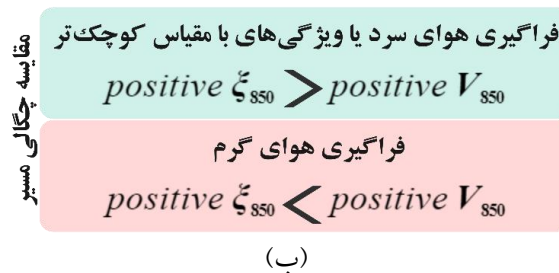 مقایسه چگالی مسیر
فراگیری هوای سرد یا ویژگی‌های با مقیاس کوچک‌تر
positive ξ₈₅₀ > positive V₈₅₀
فراگیری هوای گرم
positive ξ₈₅₀ < positive V₈₅₀
(ب)